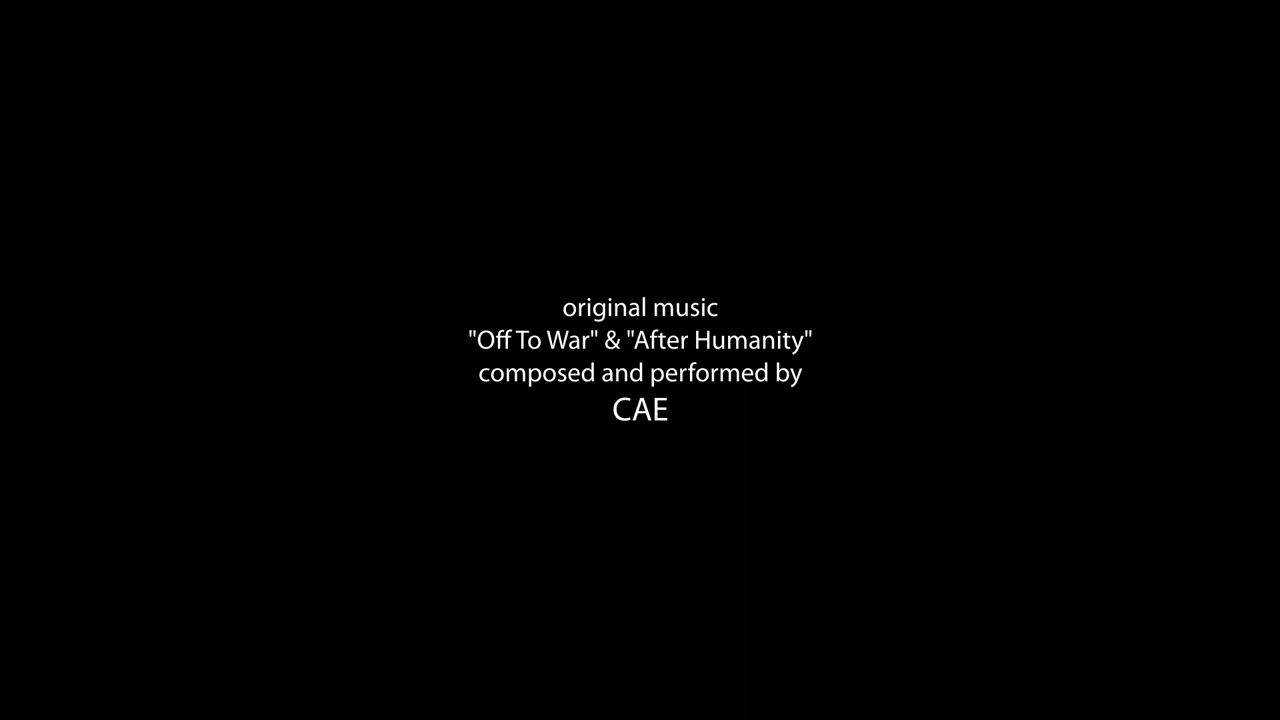 original music
"Off To War" & "After Humanity"
composed and performed by
CAE